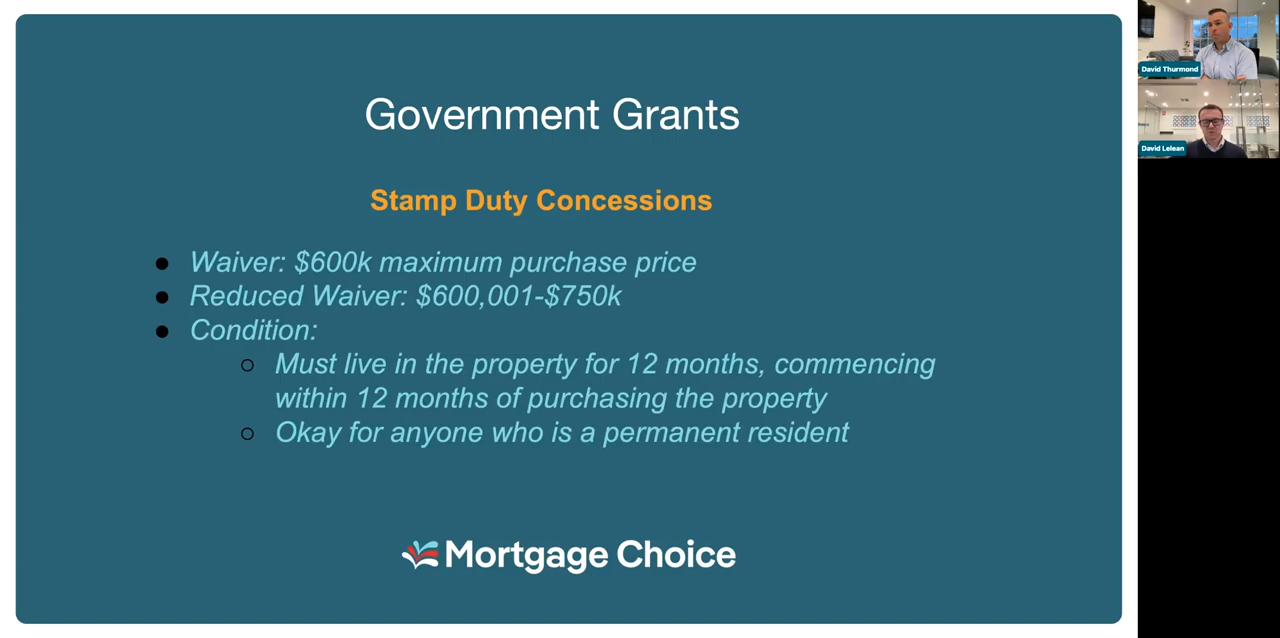 Government Grants
Stamp Duty Concessions
● Waiver: $600k maximum purchase price
● Reduced Waiver: $600,001-$750k
● Condition:
○ Must live in the property for 12 months, commencing
within 12 months of purchasing the property
○ Okay for anyone who is a permanent resident
Mortgage Choice
David Thurmond
David Lelean